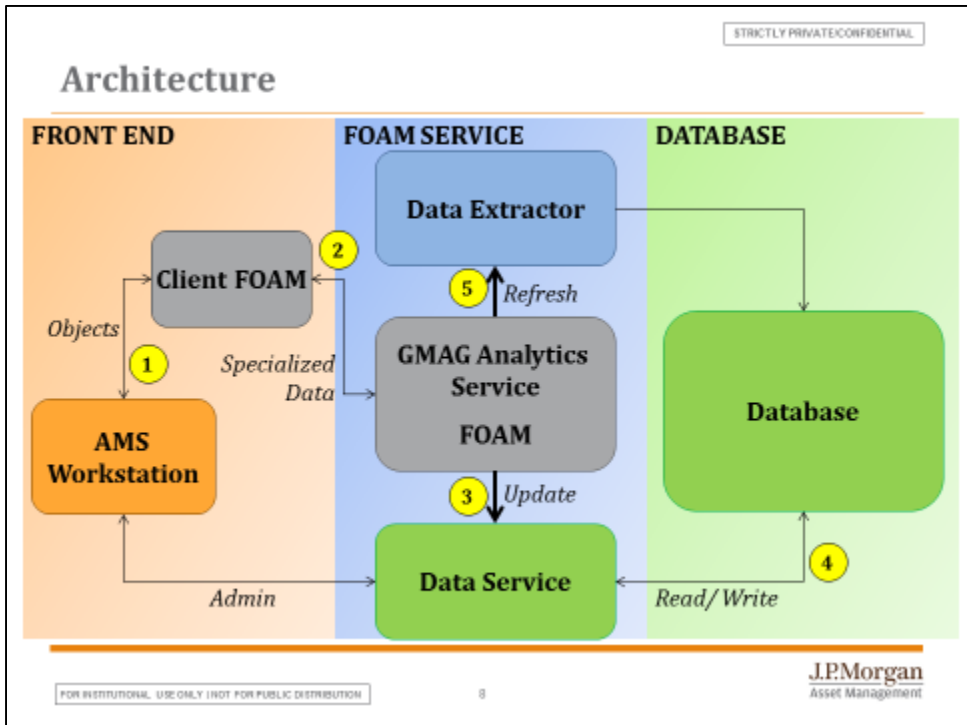 STRICTLY PRIVATE/CONFIDENTIAL
Architecture
FRONT END
FOAM SERVICE
DATABASE
Data Extractor
2
Client FOAM
5
Refresh
Objects
1
Specialized
Data
GMAG Analytics
Service
FOAM
Database
AMS
Workstation
3
Update
4
Data Service
Admin
Read/ Write
J.P.Morgan
Asset Management
FOR INSTITUTIONAL USE ONLY | NOT FOR PUBLIC DISTRIBUTION
8